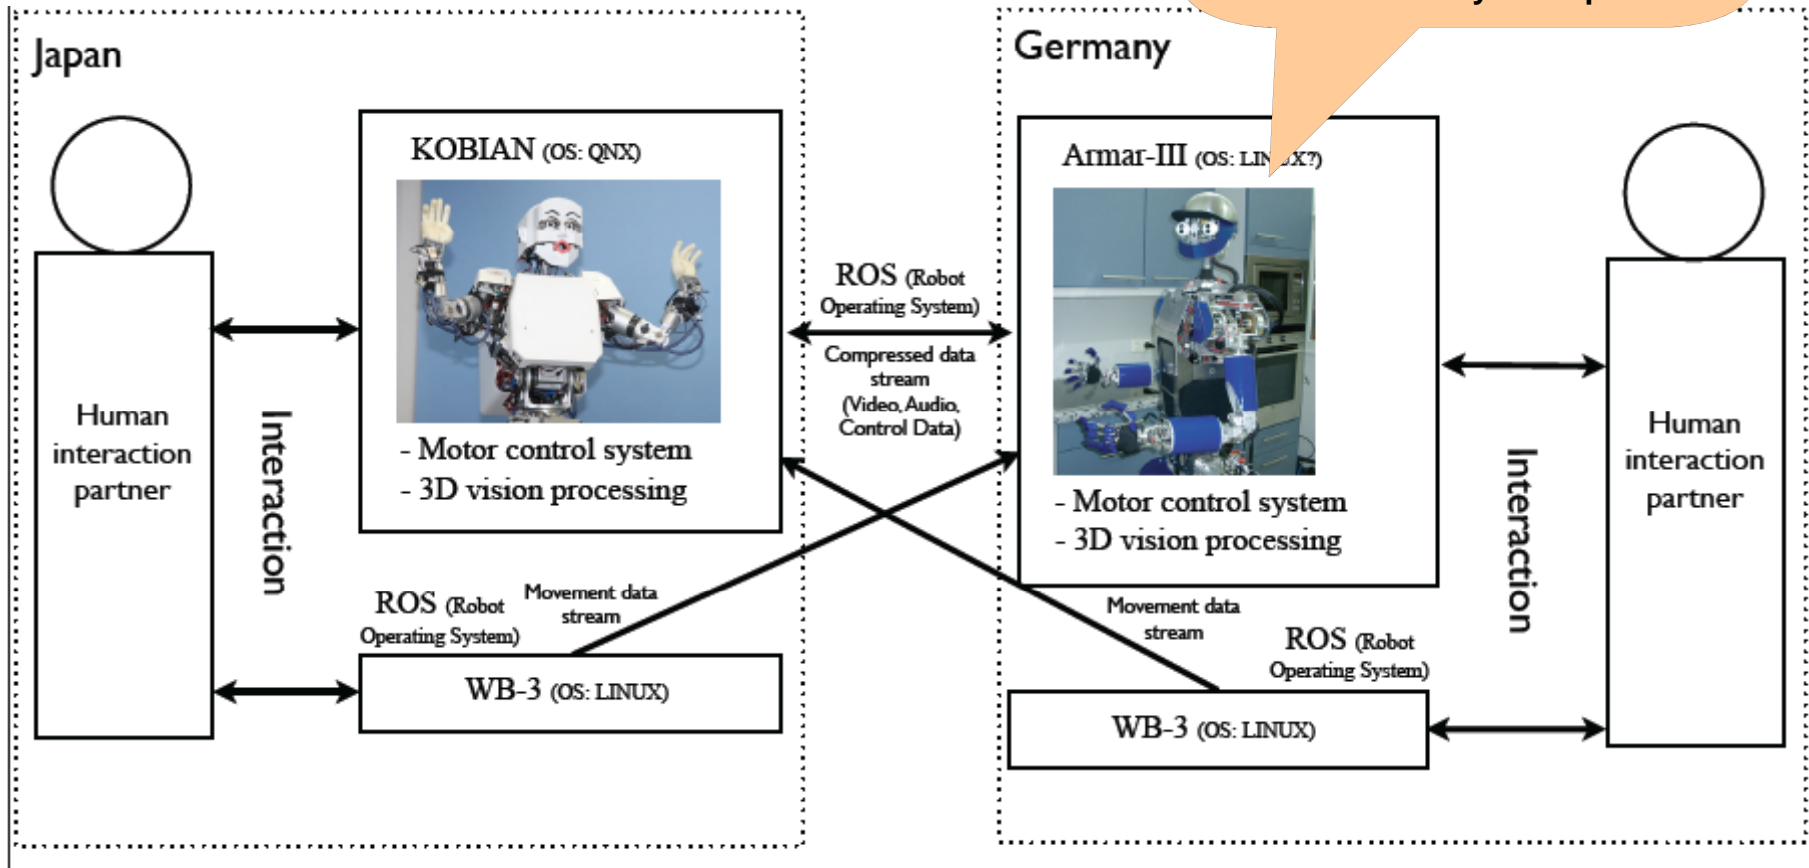 Japan
KOBIAN (OS: QNX)
- Motor control system
- 3D vision processing
Human
interaction
partner
Interaction
ROS (Robot
Operating System)
Movement data
stream
WB-3 (OS: LINUX)
ROS (Robot
Operating System)
Compressed data
stream
(Video, Audio,
Control Data)
Germany
Armar-III (OS: LINUX?)
- Motor control system
- 3D vision processing
Movement data
stream
ROS (Robot
Operating System)
WB-3 (OS: LINUX)
Interaction
Human
interaction
partner